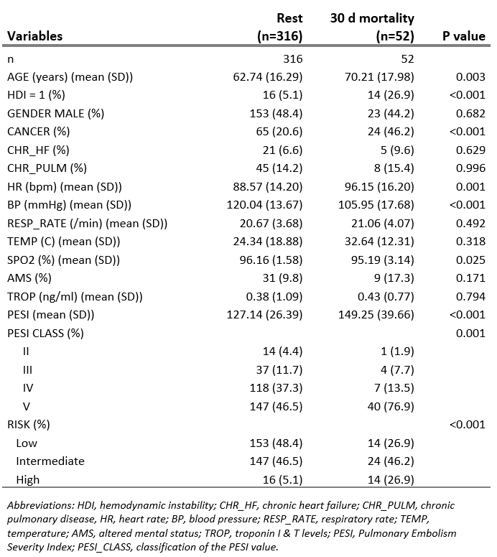 Variables Rest (n=316) 30 d mortality (n=52) P value
n 316 52
AGE (years) (mean (SD)) 62.74 (16.29) 70.21 (17.98) 0.003
HDI = 1 (%) 16 (5.1) 14 (26.9) <0.001
GENDER MALE (%) 153 (48.4) 23 (44.2) 0.682
CANCER (%) 65 (20.6) 24 (46.2) <0.001
CHR_HF (%) 21 (6.6) 5 (9.6) 0.629
CHR_PULM (%) 45 (14.2) 8 (15.4) 0.996
HR (bpm) (mean (SD)) 88.57 (14.20) 96.15 (16.20) 0.001
BP (mmHg) (mean (SD)) 120.04 (13.67) 105.95 (17.68) <0.001
RESP_RATE (/min) (mean (SD)) 20.67 (3.68) 21.06 (4.07) 0.492
TEMP (C) (mean (SD)) 24.34 (18.88) 32.64 (12.31) 0.318
SPO2 (%) (mean (SD)) 96.16 (1.58) 95.19 (3.14) 0.025
AMS (%) 31 (9.8) 9 (17.3) 0.171
TROP (ng/ml) (mean (SD)) 0.38 (1.09) 0.43 (0.77) 0.794
PESI (mean (SD)) 127.14 (26.39) 149.25 (39.66) <0.001
PESI CLASS (%) 0.001
II 14 (4.4) 1 (1.9)
III 37 (11.7) 4 (7.7)
IV 118 (37.3) 7 (13.5)
V 147 (46.5) 40 (76.9)
RISK (%) <0.001
Low 153 (48.4) 14 (26.9)
Intermediate 147 (46.5) 24 (46.2)
High 16 (5.1) 14 (26.9)
Abbreviations: HDI, hemodynamic instability; CHR_HF, chronic heart failure; CHR_PULM, chronic
pulmonary disease, HR, heart rate; BP, blood pressure; RESP_RATE, respiratory rate; TEMP,
temperature; AMS, altered mental status; TROP, troponin I & T levels; PESI, Pulmonary Embolism
Severity Index; PESI_CLASS, classification of the PESI value.